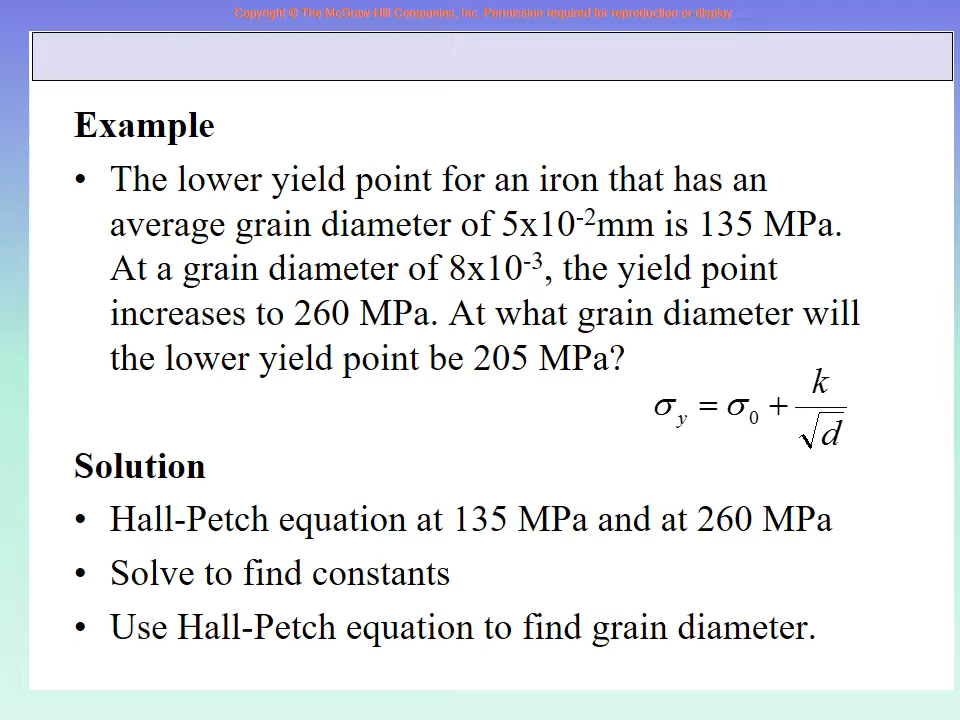 Copyright © The McGraw-Hill Companies, Inc. Permission required for reproduction or display
Example
• The lower yield point for an iron that has an
average grain diameter of 5x10⁻²mm is 135 MPa.
At a grain diameter of 8x10⁻³, the yield point
increases to 260 MPa. At what grain diameter will
the lower yield point be 205 MPa?
σ_y = σ₀ + k/√d
Solution
• Hall-Petch equation at 135 MPa and at 260 MPa
• Solve to find constants
• Use Hall-Petch equation to find grain diameter.